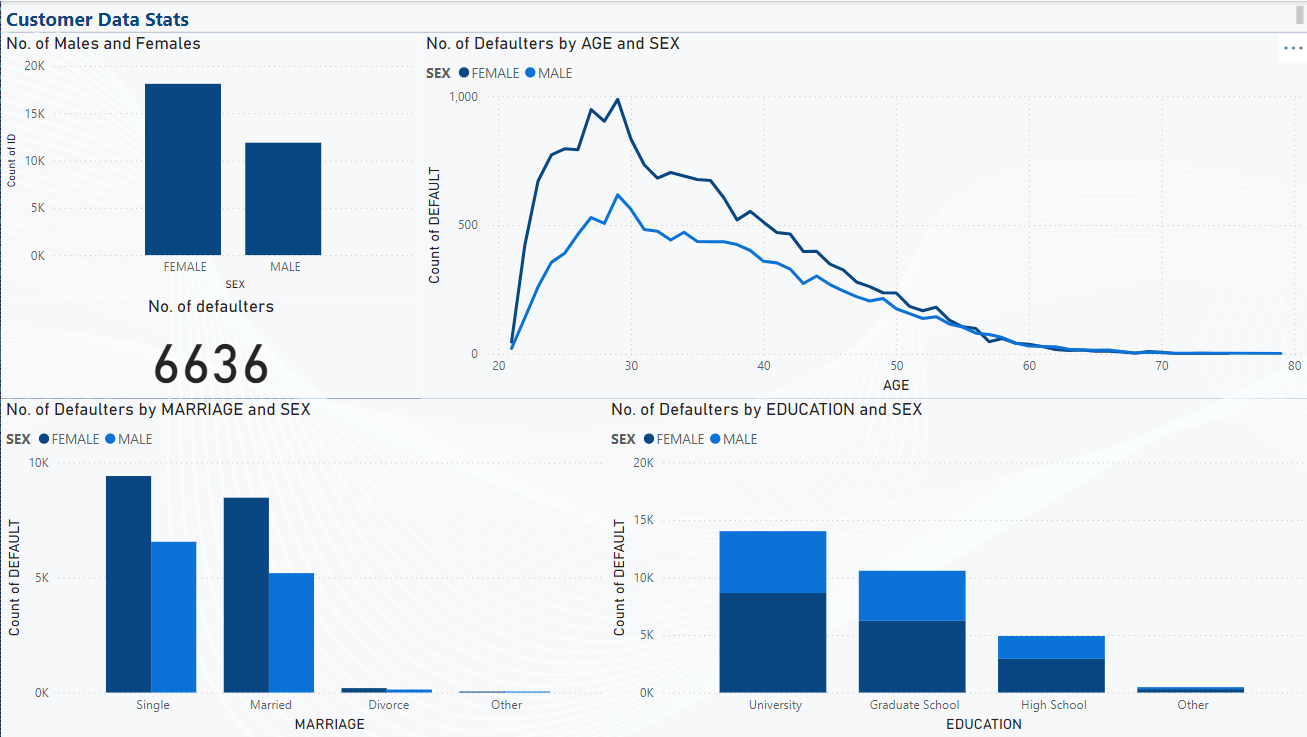 Customer Data Stats
No. of Males and Females
20K
15K
10K
5K
0K
Count of ID
FEMALE MALE
SEX
No. of defaulters
6636
No. of Defaulters by AGE and SEX
SEX FEMALE MALE
1,000
500
0
Count of DEFAULT
20 30 40 50 60 70 80
AGE
No. of Defaulters by MARRIAGE and SEX
SEX FEMALE MALE
10K
5K
0K
Count of DEFAULT
Single Married Divorce Other
MARRIAGE
No. of Defaulters by EDUCATION and SEX
SEX FEMALE MALE
20K
15K
10K
5K
0K
Count of DEFAULT
University Graduate School High School Other
EDUCATION